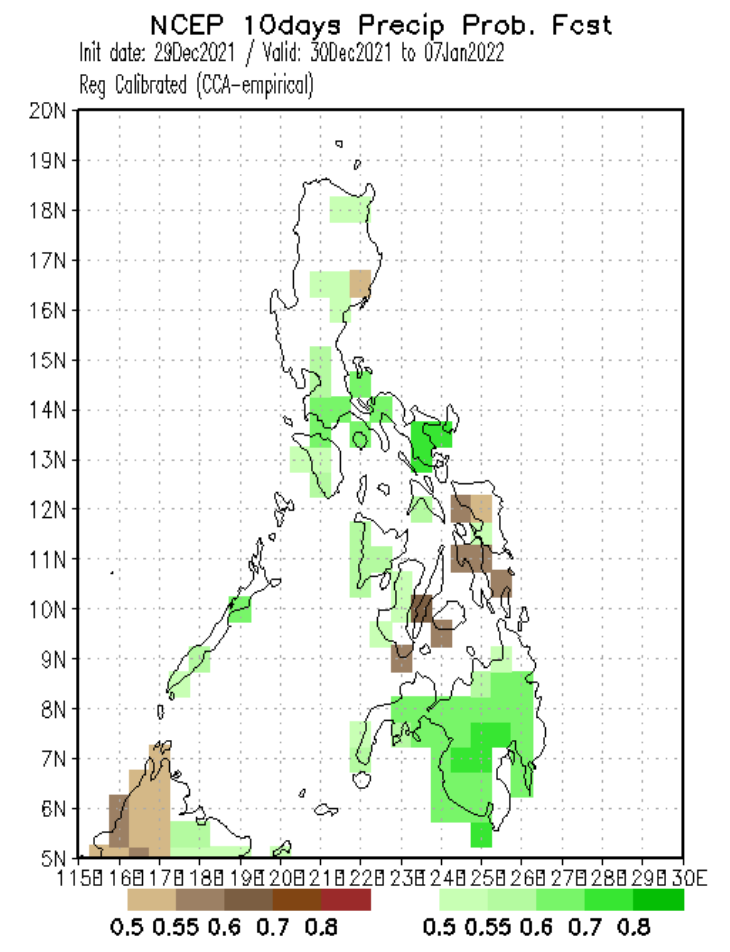 NCEP 10days Precip Prob. Fcst
Init date: 29Dec2021 / Valid: 30Dec2021 to 07Jan2022
Reg Calibrated (CCA-empirical)
20N
19N
18N
17N
16N
15N
14N
13N
12N
11N
10N
9N
8N
7N
6N
5N
115E 116E 117E 118E 119E 120E 121E 122E 123E 124E 125E 126E 127E 128E 129E 130E
0.5 0.55 0.6 0.7 0.8 0.5 0.55 0.6 0.7 0.8